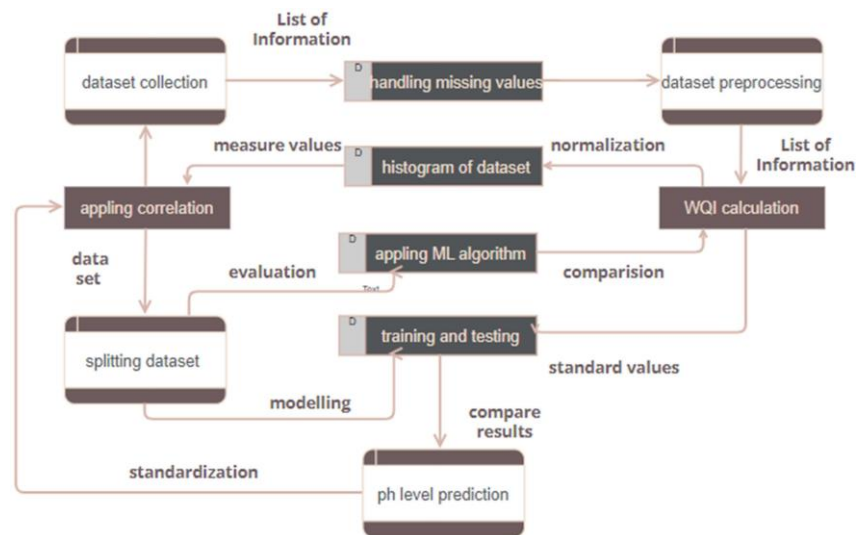 List of
Information
dataset collection
D
handling missing values
dataset preprocessing
measure values
normalization
List of
Information
D
histogram of dataset
appling correlation
WQI calculation
data
set
evaluation
D
appling ML algorithm
comparision
Text
D
training and testing
splitting dataset
standard values
modelling
compare
results
standardization
ph level prediction